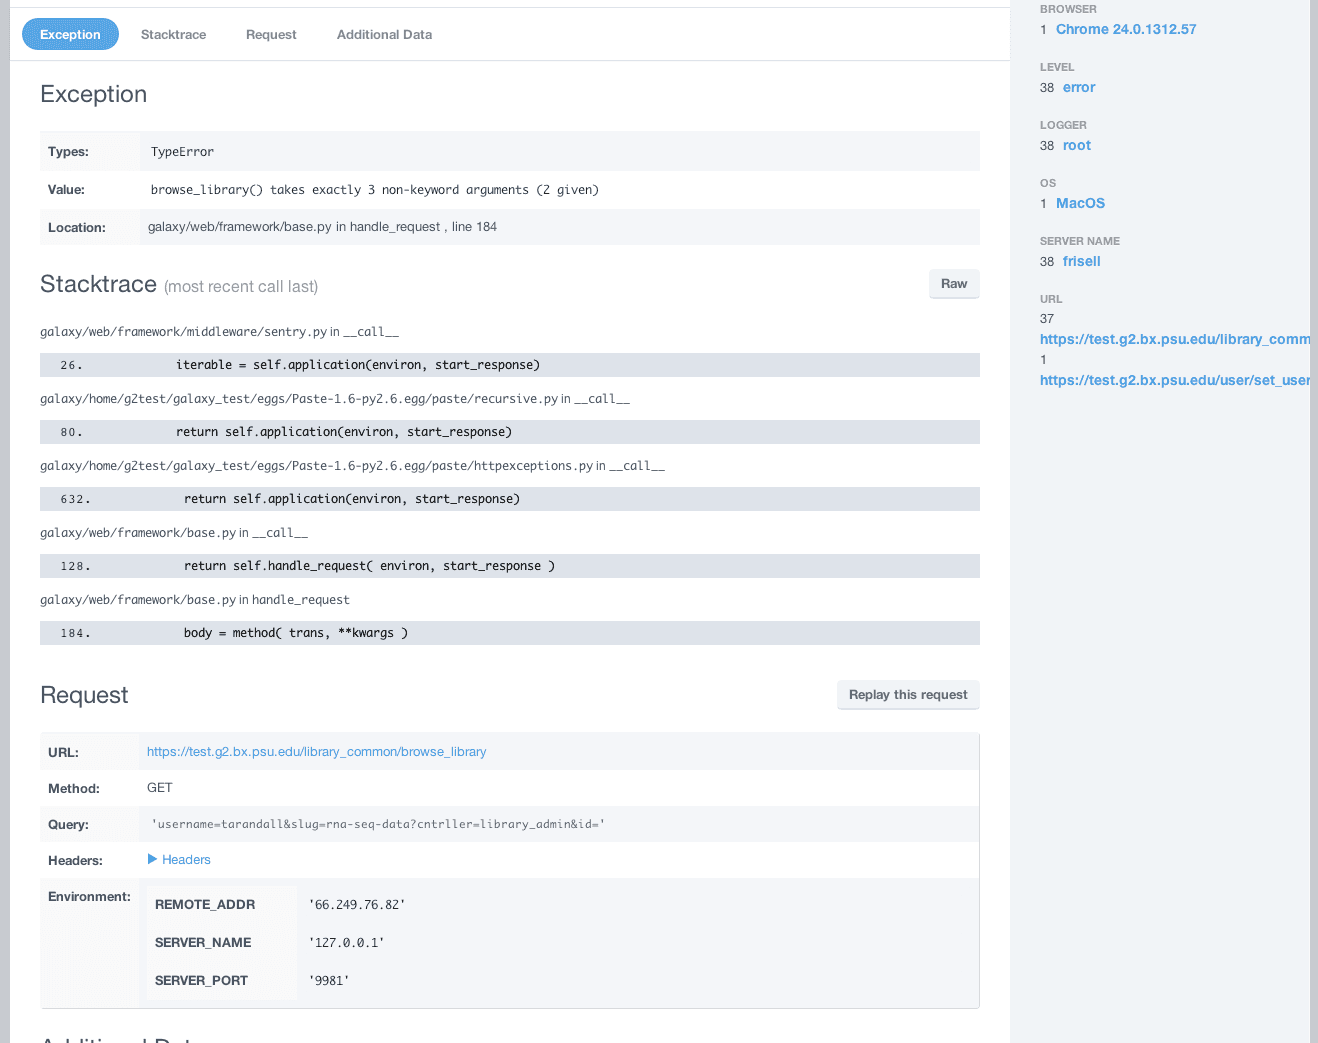 Exception
Stacktrace
Request
Additional Data
Exception
Types: TypeError
Value: browse_library() takes exactly 3 non-keyword arguments (2 given)
Location: galaxy/web/framework/base.py in handle_request , line 184
Stacktrace (most recent call last)
Raw
galaxy/web/framework/middleware/sentry.py in __call__
26. iterable = self.application(environ, start_response)
galaxy/home/g2test/galaxy_test/eggs/Paste-1.6-py2.6.egg/paste/recursive.py in __call__
80. return self.application(environ, start_response)
galaxy/home/g2test/galaxy_test/eggs/Paste-1.6-py2.6.egg/paste/httpexceptions.py in __call__
632. return self.application(environ, start_response)
galaxy/web/framework/base.py in __call__
128. return self.handle_request( environ, start_response )
galaxy/web/framework/base.py in handle_request
184. body = method( trans, **kwargs )
Request
Replay this request
URL: https://test.g2.bx.psu.edu/library_common/browse_library
Method: GET
Query: 'username=tarandall&slug=rna-seq-data?cntrller=library_admin&id='
Headers: ▶ Headers
Environment:
REMOTE_ADDR '66.249.76.82'
SERVER_NAME '127.0.0.1'
SERVER_PORT '9981'
BROWSER
1 Chrome 24.0.1312.57
LEVEL
38 error
LOGGER
38 root
OS
1 MacOS
SERVER NAME
38 frisell
URL
37
https://test.g2.bx.psu.edu/library_comm
1
https://test.g2.bx.psu.edu/user/set_user